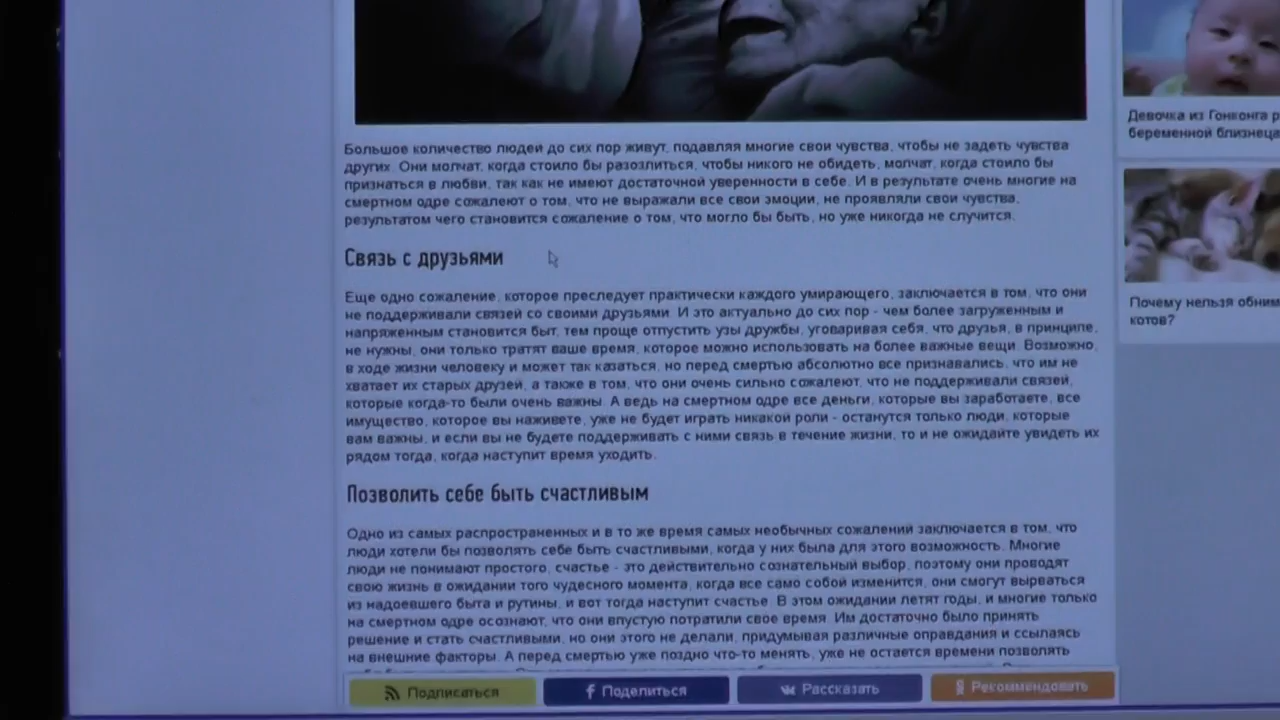 Большое количество людей до сих пор живут, подавляя многие свои чувства, чтобы не задеть чувства
других. Они молчат, когда стоило бы разозлиться, чтобы никого не обидеть, молчат, когда стоило бы
признаться в любви, так как не имеют достаточной уверенности в себе. И в результате очень многие на
смертном одре сожалеют о том, что не выражали все свои эмоции, не проявляли свои чувства,
результатом чего становится сожаление о том, что могло бы быть, но уже никогда не случится.
Связь с друзьями
Еще одно сожаление, которое преследует практически каждого умирающего, заключается в том, что они
не поддерживали связей со своими друзьями. И это актуально до сих пор - чем более загруженным и
напряженным становится быт, тем проще отпустить узы дружбы, уговаривая себя, что друзья, в принципе,
не нужны, они только тратят ваше время, которое можно использовать на более важные вещи. Возможно,
в ходе жизни человеку и может так казаться, но перед смертью абсолютно все признавались, что им не
хватает их старых друзей, а также в том, что они очень сильно сожалеют, что не поддерживали связей,
которые когда-то были очень важны. А ведь на смертном одре все деньги, которые вы заработаете, все
имущество, которое вы наживете, уже не будет играть никакой роли - останутся только люди, которые
вам важны, и если вы не будете поддерживать с ними связь в течение жизни, то и не ожидайте увидеть их
рядом тогда, когда наступит время уходить.
Позволить себе быть счастливым
Одно из самых распространенных и в то же время самых необычных сожалений заключается в том, что
люди хотели бы позволять себе быть счастливыми, когда у них была для этого возможность. Многие
люди не понимают простого, счастье - это действительно сознательный выбор, поэтому они проводят
свою жизнь в ожидании того чудесного момента, когда все само собой изменится, они смогут вырваться
из надоевшего быта и рутины, и вот тогда наступит счастье. В этом ожидании летят годы, и многие только
на смертном одре осознают, что они впустую потратили свое время. Им достаточно было принять
решение и стать счастливыми, но они этого не делали, придумывая различные оправдания и ссылаясь
на внешние факторы. А перед смертью уже поздно что-то менять, уже не остается времени позволять
Подписаться
Поделиться
Рассказать
Рекомендовать
Девочка из Гонконга р
беременной близнеца
Почему нельзя обним
котов?